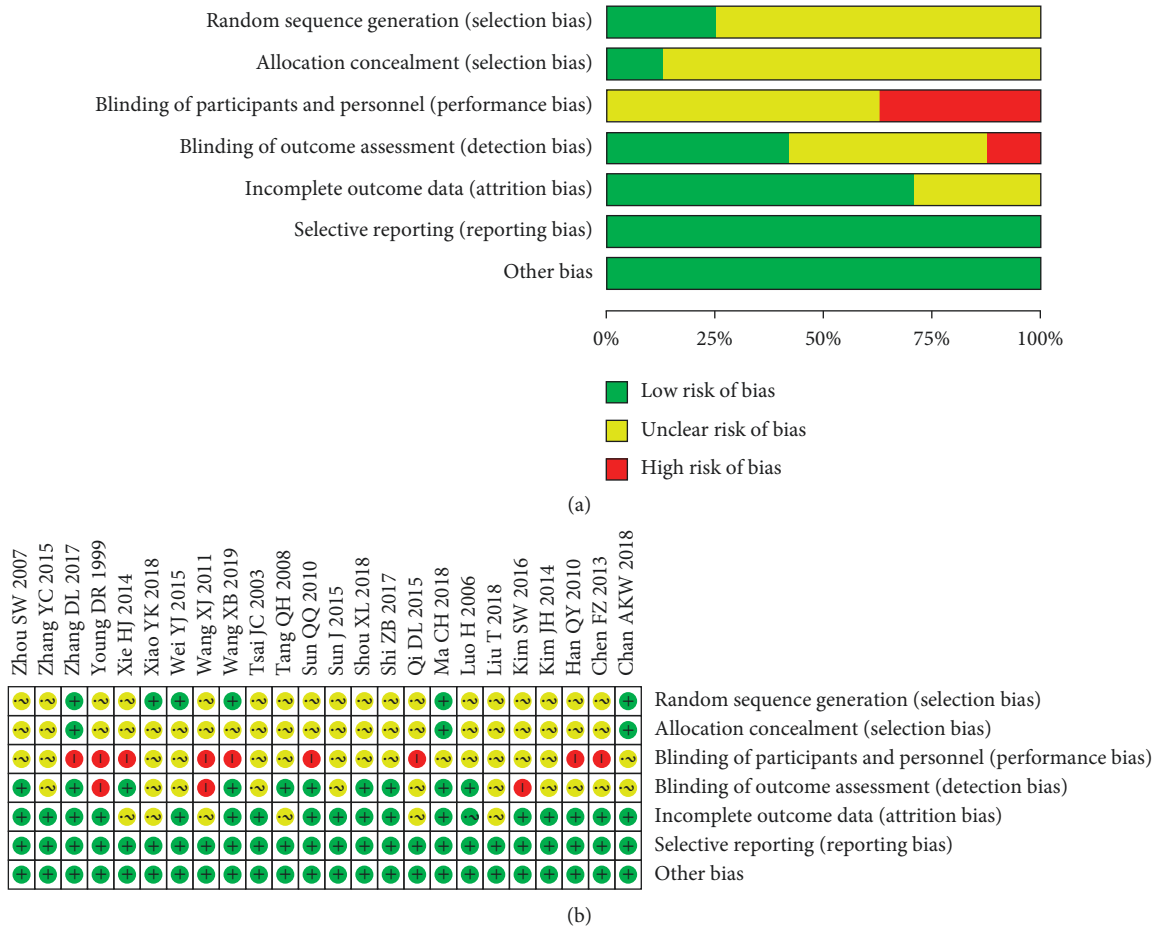 Random sequence generation (selection bias)
Allocation concealment (selection bias)
Blinding of participants and personnel (performance bias)
Blinding of outcome assessment (detection bias)
Incomplete outcome data (attrition bias)
Selective reporting (reporting bias)
Other bias
0% 25% 50% 75% 100%
Low risk of bias
Unclear risk of bias
High risk of bias
(a)
Zhou SW 2007
Zhang YC 2015
Zhang DL 2017
Young DR 1999
Xie HJ 2014
Xiao YK 2018
Wei YJ 2015
Wang XJ 2011
Wang XB 2019
Tsai JC 2003
Tang QH 2008
Sun QQ 2010
Sun J 2015
Shou XL 2018
Shi ZB 2017
Qi DL 2015
Ma CH 2018
Luo H 2006
Liu T 2018
Kim SW 2016
Kim JH 2014
Han QY 2010
Chen FZ 2013
Chan AKW 2018
? ? + ? ? + + ? + ? ? ? ? ? ? ? + ? ? ? ? ? ? + Random sequence generation (selection bias)
? ? + ? ? ? ? ? ? ? ? ? ? ? ? ? + ? ? ? ? ? ? + Allocation concealment (selection bias)
? ? – – – ? ? – – ? ? – ? ? ? – ? ? ? ? ? – – ? Blinding of participants and personnel (performance bias)
+ ? + – + ? ? – + ? + + ? + + ? + + ? – ? ? ? ? Blinding of outcome assessment (detection bias)
+ + + + ? ? + ? + + ? + + + + ? + ? ? + + + + + Incomplete outcome data (attrition bias)
+ + + + + + + + + + + + + + + + + + + + + + + + Selective reporting (reporting bias)
+ + + + + + + + + + + + + + + + + + + + + + + + Other bias
(b)